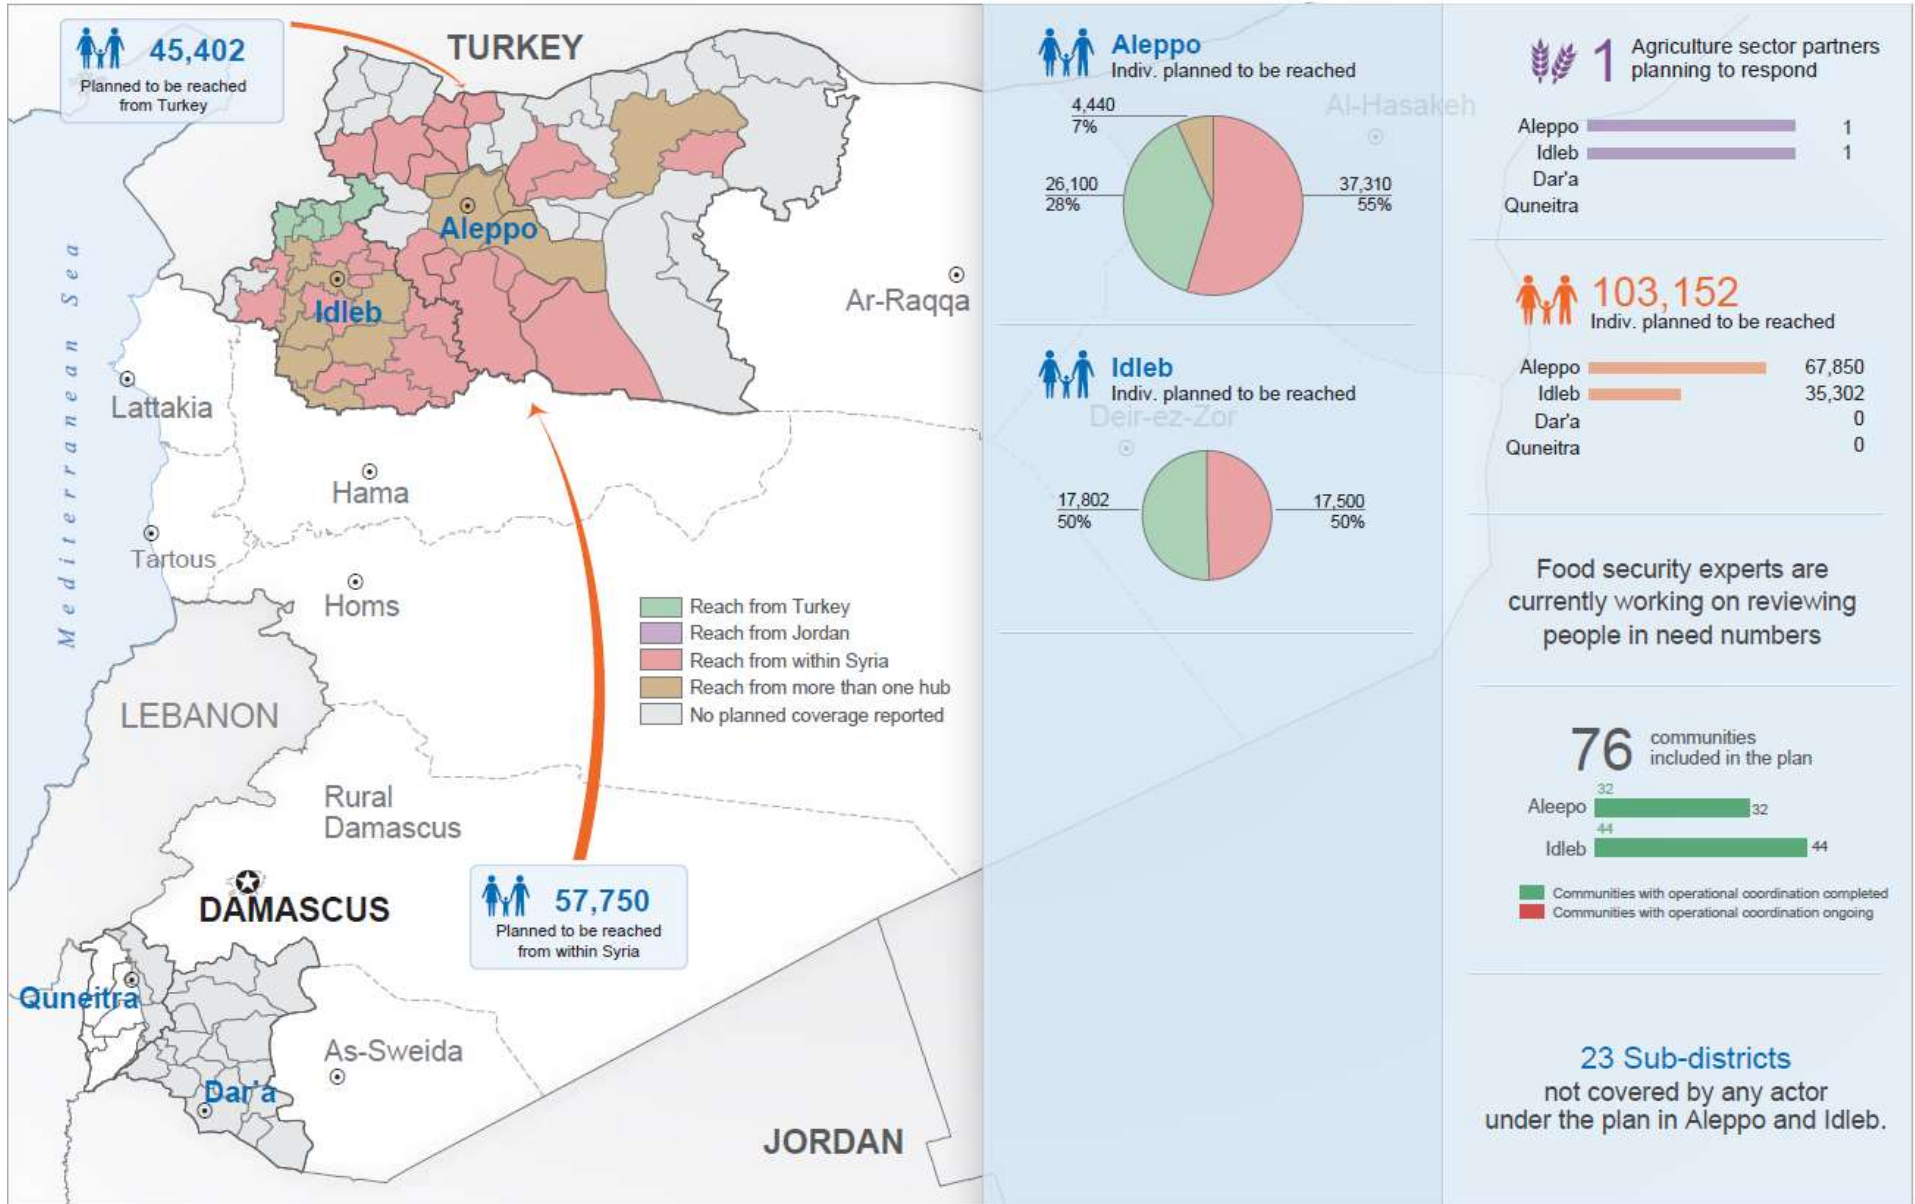 45,402
Planned to be reached
from Turkey
TURKEY
Aleppo
Idleb
Ar-Raqqa
Mediterranean Sea
Lattakia
Hama
Tartous
Homs
LEBANON
Reach from Turkey
Reach from Jordan
Reach from within Syria
Reach from more than one hub
No planned coverage reported
Rural
Damascus
DAMASCUS
57,750
Planned to be reached
from within Syria
Quneitra
Dar'a
As-Sweida
JORDAN
Aleppo
Indiv. planned to be reached
4,440
7%
26,100
28%
37,310
55%
Al-Hasakeh
Idleb
Indiv. planned to be reached
Deir-ez-Zor
17,802
50%
17,500
50%
1 Agriculture sector partners
planning to respond
Aleppo 1
Idleb 1
Dar'a
Quneitra
103,152
Indiv. planned to be reached
Aleppo 67,850
Idleb 35,302
Dar'a 0
Quneitra 0
Food security experts are
currently working on reviewing
people in need numbers
76 communities
included in the plan
32
Aleepo 32
44
Idleb 44
Communities with operational coordination completed
Communities with operational coordination ongoing
23 Sub-districts
not covered by any actor
under the plan in Aleppo and Idleb.